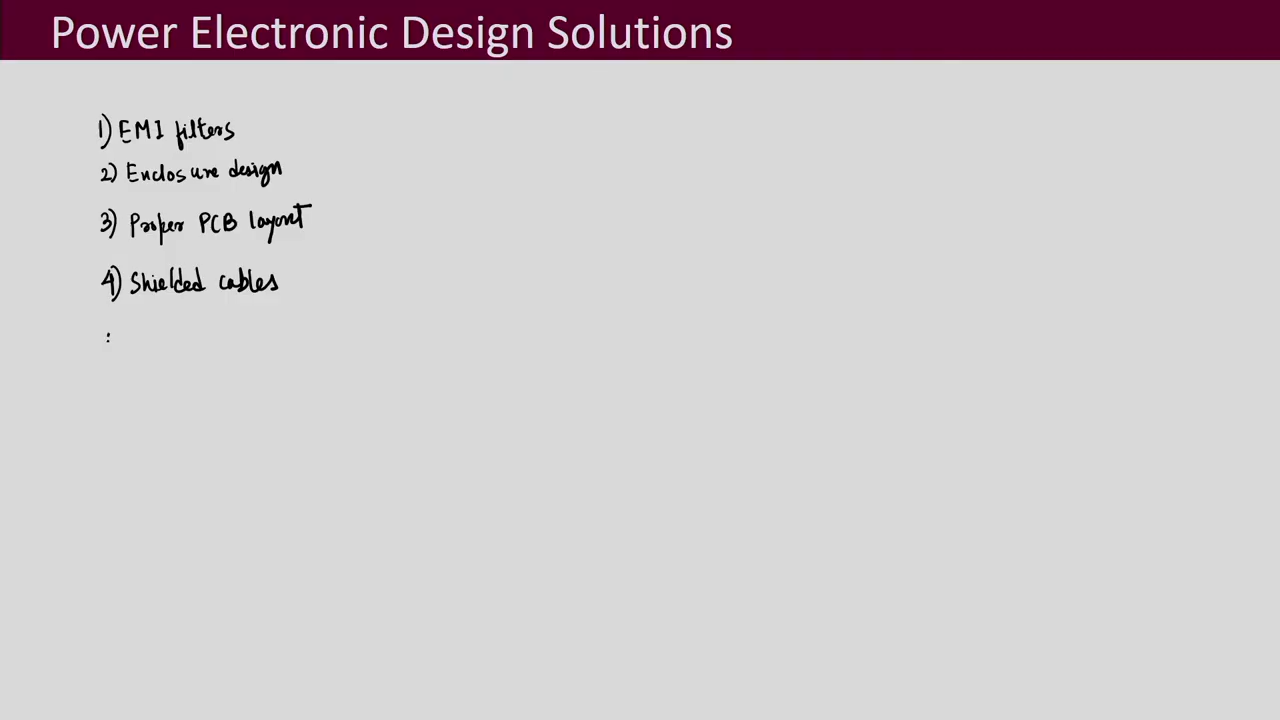 Power Electronic Design Solutions
1) EMI filters
2) Enclosure design
3) Proper PCB layout
4) Shielded cables
: